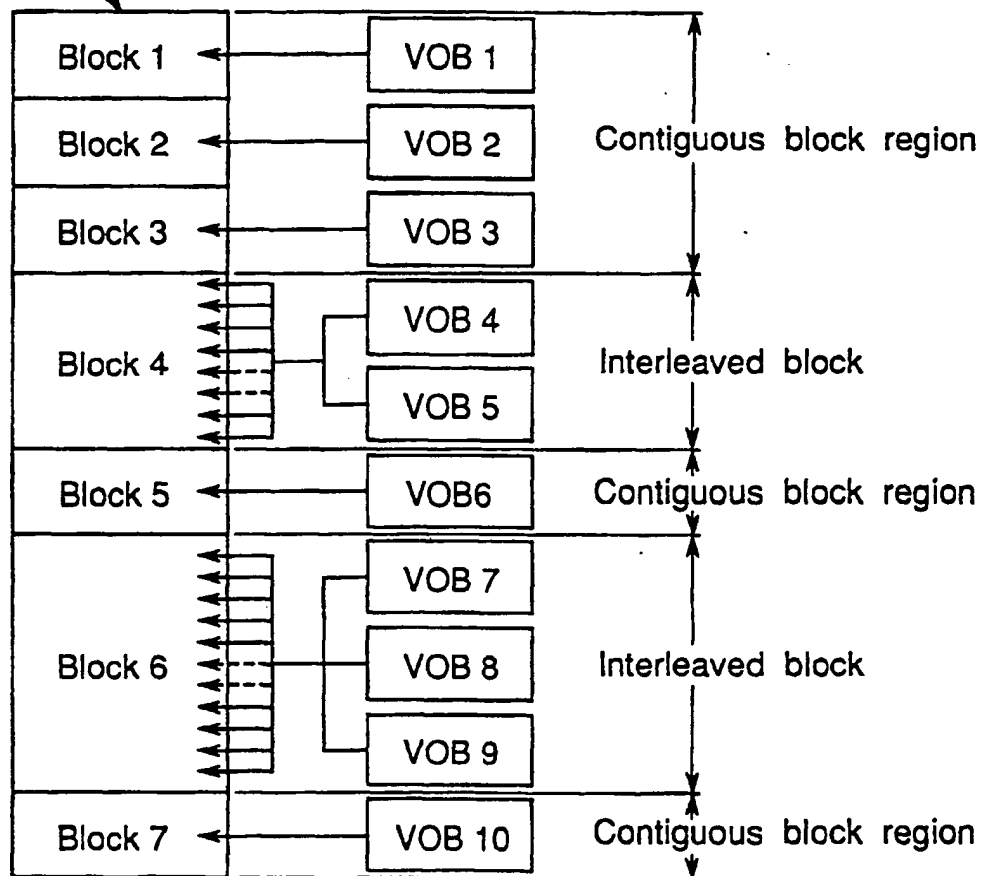 Block 1
VOB 1
Block 2
VOB 2
Contiguous block region
Block 3
VOB 3
VOB 4
Block 4
Interleaved block
VOB 5
Block 5
VOB6
Contiguous block region
VOB 7
Block 6
VOB 8
Interleaved block
VOB 9
Block 7
VOB 10
Contiguous block region